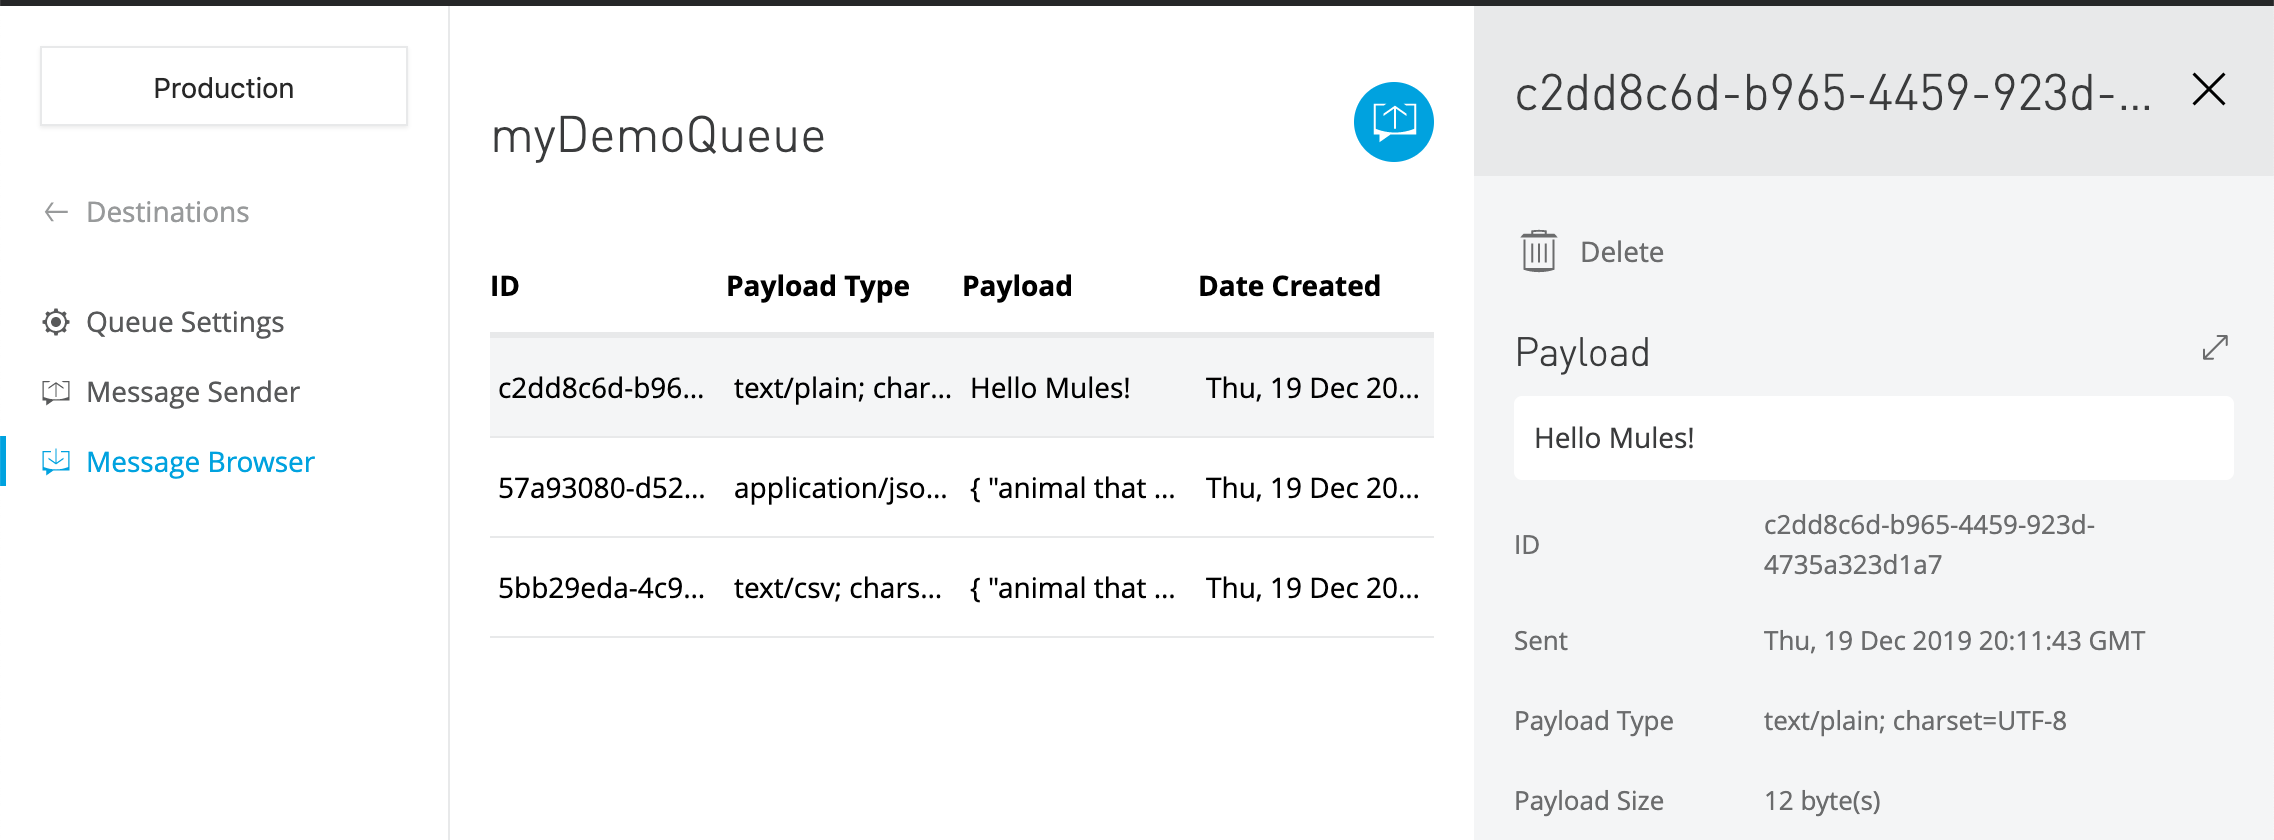 Production
Destinations
Queue Settings
Message Sender
Message Browser
myDemoQueue
ID Payload Type Payload Date Created
c2dd8c6d-b96... text/plain; char... Hello Mules! Thu, 19 Dec 20...
57a93080-d52... application/jso... { "animal that ... Thu, 19 Dec 20...
5bb29eda-4c9... text/csv; chars... { "animal that ... Thu, 19 Dec 20...
c2dd8c6d-b965-4459-923d-...
Delete
Payload
Hello Mules!
ID c2dd8c6d-b965-4459-923d-
4735a323d1a7
Sent Thu, 19 Dec 2019 20:11:43 GMT
Payload Type text/plain; charset=UTF-8
Payload Size 12 byte(s)